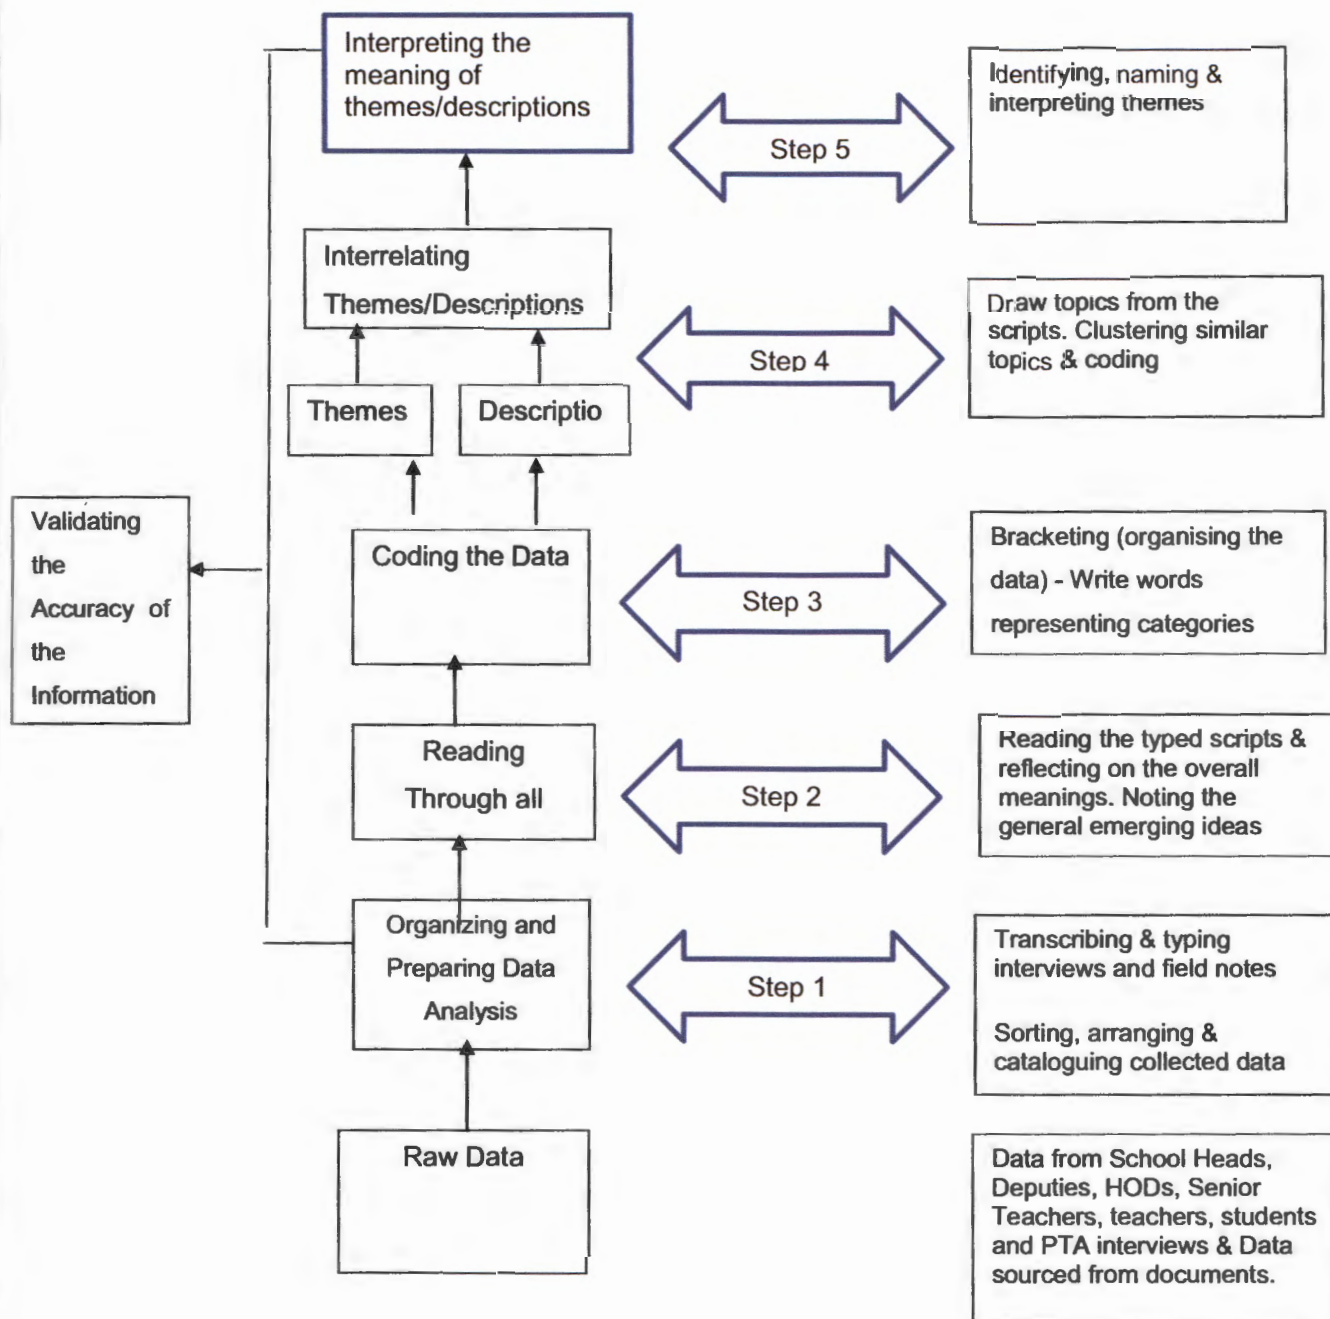 Interpreting the
meaning of
themes/descriptions
Step 5
Identifying, naming &
interpreting themes
Interrelating
Themes/Descriptions
Step 4
Draw topics from the
scripts. Clustering similar
topics & coding
Themes
Descriptio
Validating
the
Accuracy of
the
Information
Coding the Data
Step 3
Bracketing (organising the
data) - Write words
representing categories
Reading
Through all
Step 2
Reading the typed scripts &
reflecting on the overall
meanings. Noting the
general emerging ideas
Organizing and
Preparing Data
Analysis
Step 1
Transcribing & typing
interviews and field notes
Sorting, arranging &
cataloguing collected data
Raw Data
Data from School Heads,
Deputies, HODs, Senior
Teachers, teachers, students
and PTA interviews & Data
sourced from documents.